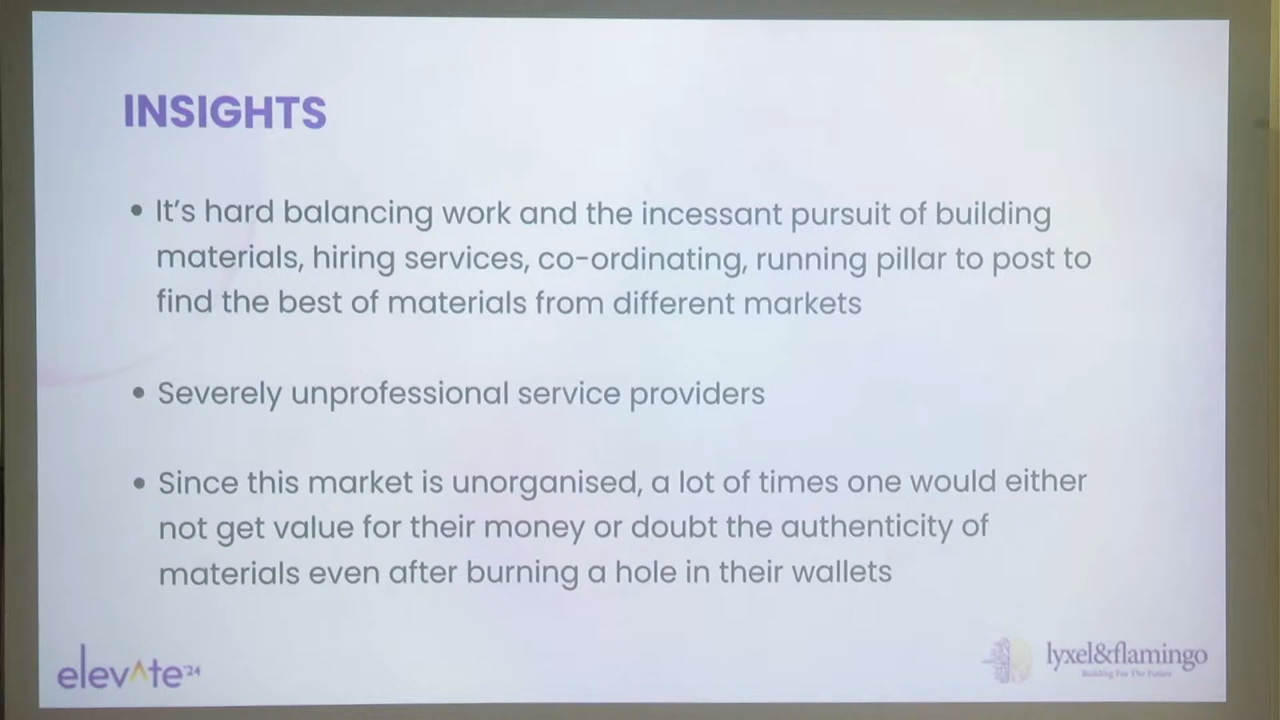 INSIGHTS
• It's hard balancing work and the incessant pursuit of building
materials, hiring services, co-ordinating, running pillar to post to
find the best of materials from different markets
• Severely unprofessional service providers
• Since this market is unorganised, a lot of times one would either
not get value for their money or doubt the authenticity of
materials even after burning a hole in their wallets
elev^te'24
lyxel&flamingo
Building For The Future